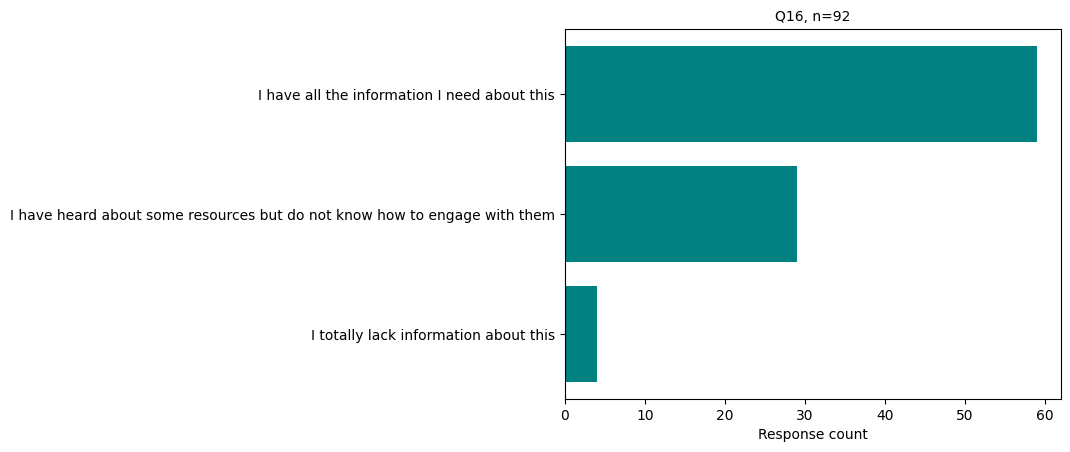 Q16, n=92
I have all the information I need about this
I have heard about some resources but do not know how to engage with them
I totally lack information about this
0 10 20 30 40 50 60
Response count